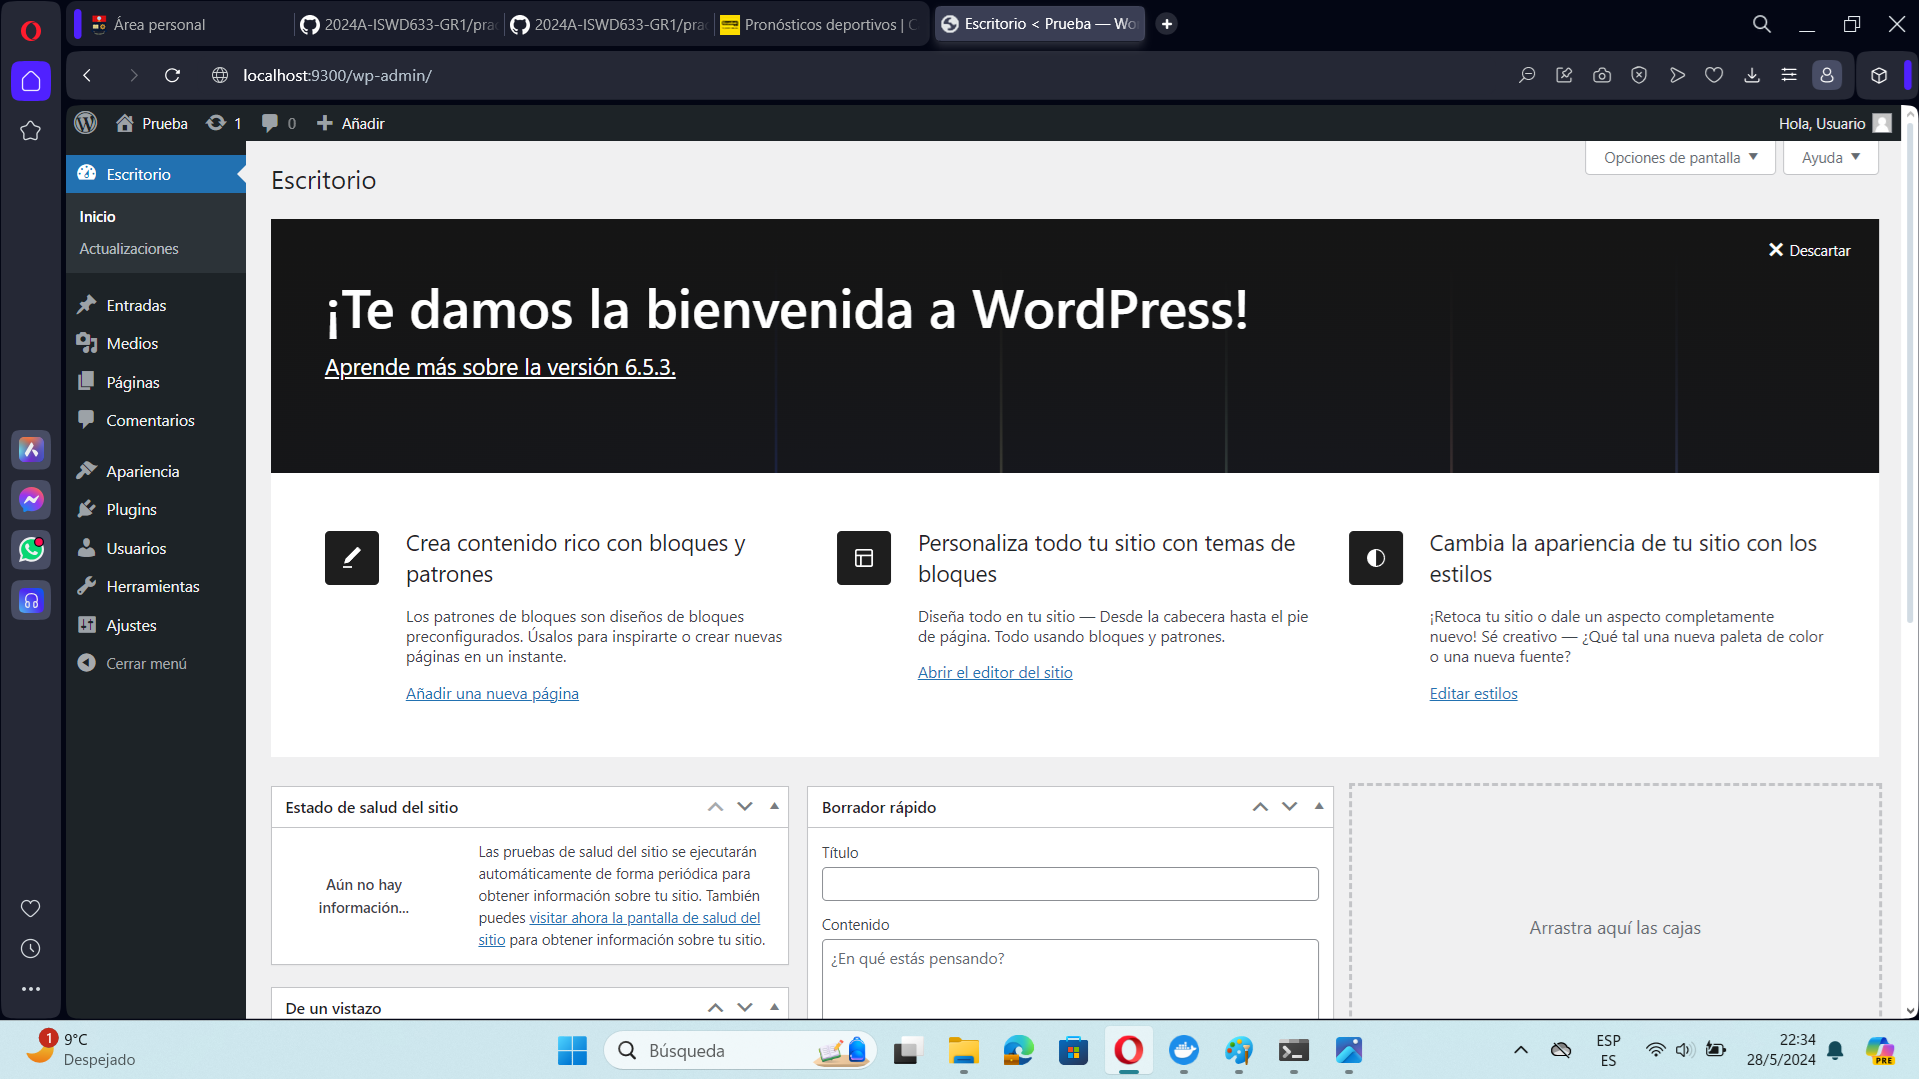 Área personal
2024A-ISWD633-GR1/prac
2024A-ISWD633-GR1/prac
Pronósticos deportivos | C
Escritorio < Prueba — Wo
localhost:9300/wp-admin/
Prueba
1
0
Añadir
Hola, Usuario
Escritorio
Inicio
Actualizaciones
Entradas
Medios
Páginas
Comentarios
Apariencia
Plugins
Usuarios
Herramientas
Ajustes
Cerrar menú
Escritorio
Opciones de pantalla
Ayuda
Descartar
¡Te damos la bienvenida a WordPress!
Aprende más sobre la versión 6.5.3.
Crea contenido rico con bloques y
patrones
Los patrones de bloques son diseños de bloques
preconfigurados. Úsalos para inspirarte o crear nuevas
páginas en un instante.
Añadir una nueva página
Personaliza todo tu sitio con temas de
bloques
Diseña todo en tu sitio — Desde la cabecera hasta el pie
de página. Todo usando bloques y patrones.
Abrir el editor del sitio
Cambia la apariencia de tu sitio con los
estilos
¡Retoca tu sitio o dale un aspecto completamente
nuevo! Sé creativo — ¿Qué tal una nueva paleta de color
o una nueva fuente?
Editar estilos
Estado de salud del sitio
Aún no hay
información...
Las pruebas de salud del sitio se ejecutarán
automáticamente de forma periódica para
obtener información sobre tu sitio. También
puedes visitar ahora la pantalla de salud del
sitio para obtener información sobre tu sitio.
De un vistazo
Borrador rápido
Título
Contenido
¿En qué estás pensando?
Arrastra aquí las cajas
1
9°C
Despejado
Búsqueda
ESP
ES
22:34
28/5/2024
PRE